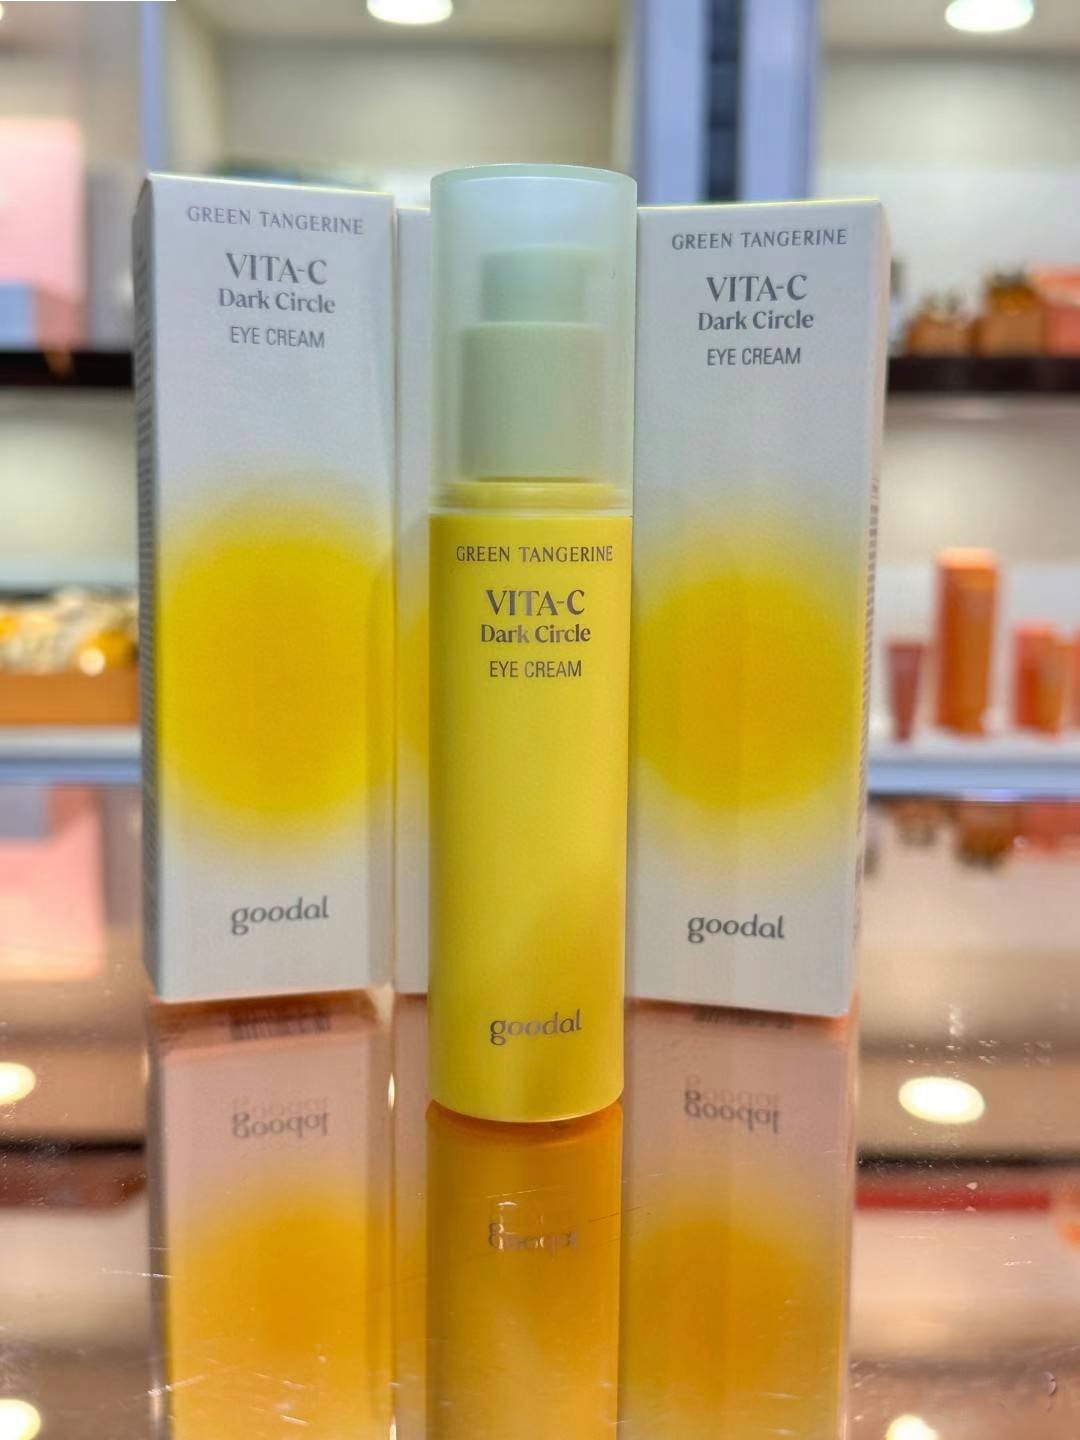 GREEN TANGERINE
VITA-C
Dark Circle
EYE CREAM
goodal
GREEN TANGERINE
VITA-C
Dark Circle
EYE CREAM
goodal
GREEN TANGERINE
VITA-C
Dark Circle
EYE CREAM
goodal